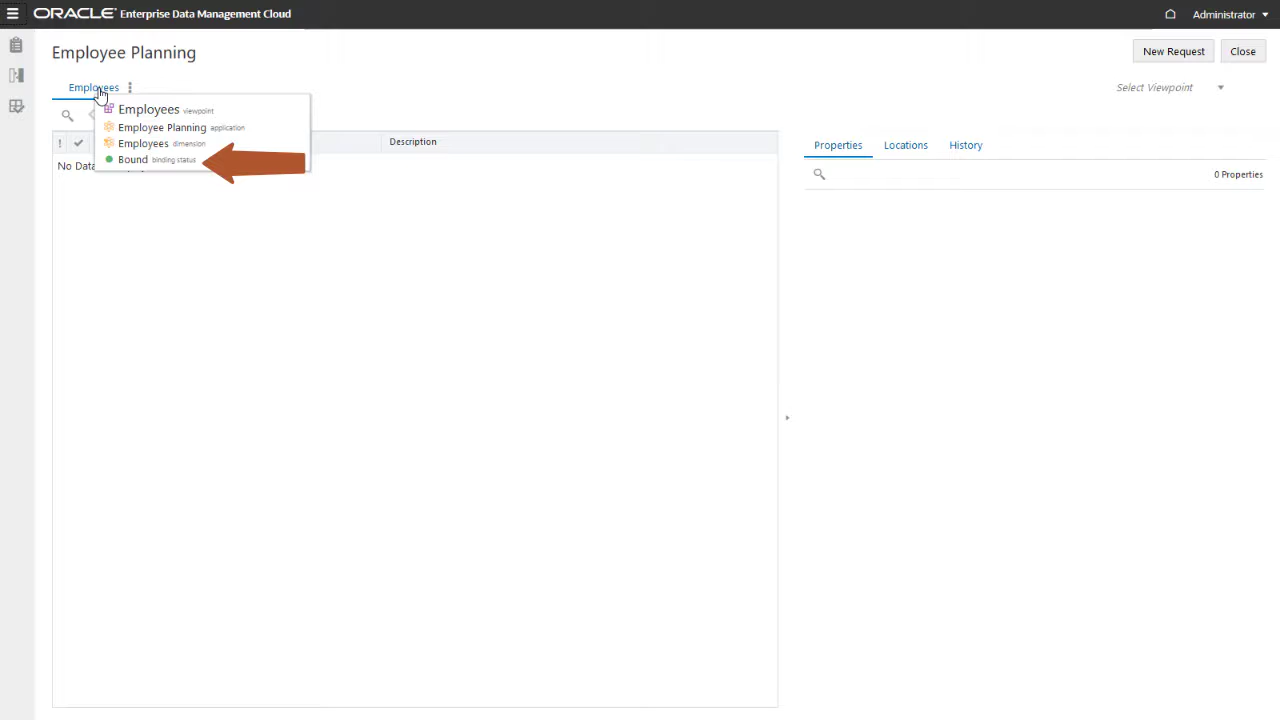 ORACLE Enterprise Data Management Cloud
Administrator
Employee Planning
New Request
Close
Employees
Select Viewpoint
Employees viewpoint
Employee Planning application
Employees dimension
Bound binding status
!
Description
No Data
Properties
Locations
History
0 Properties